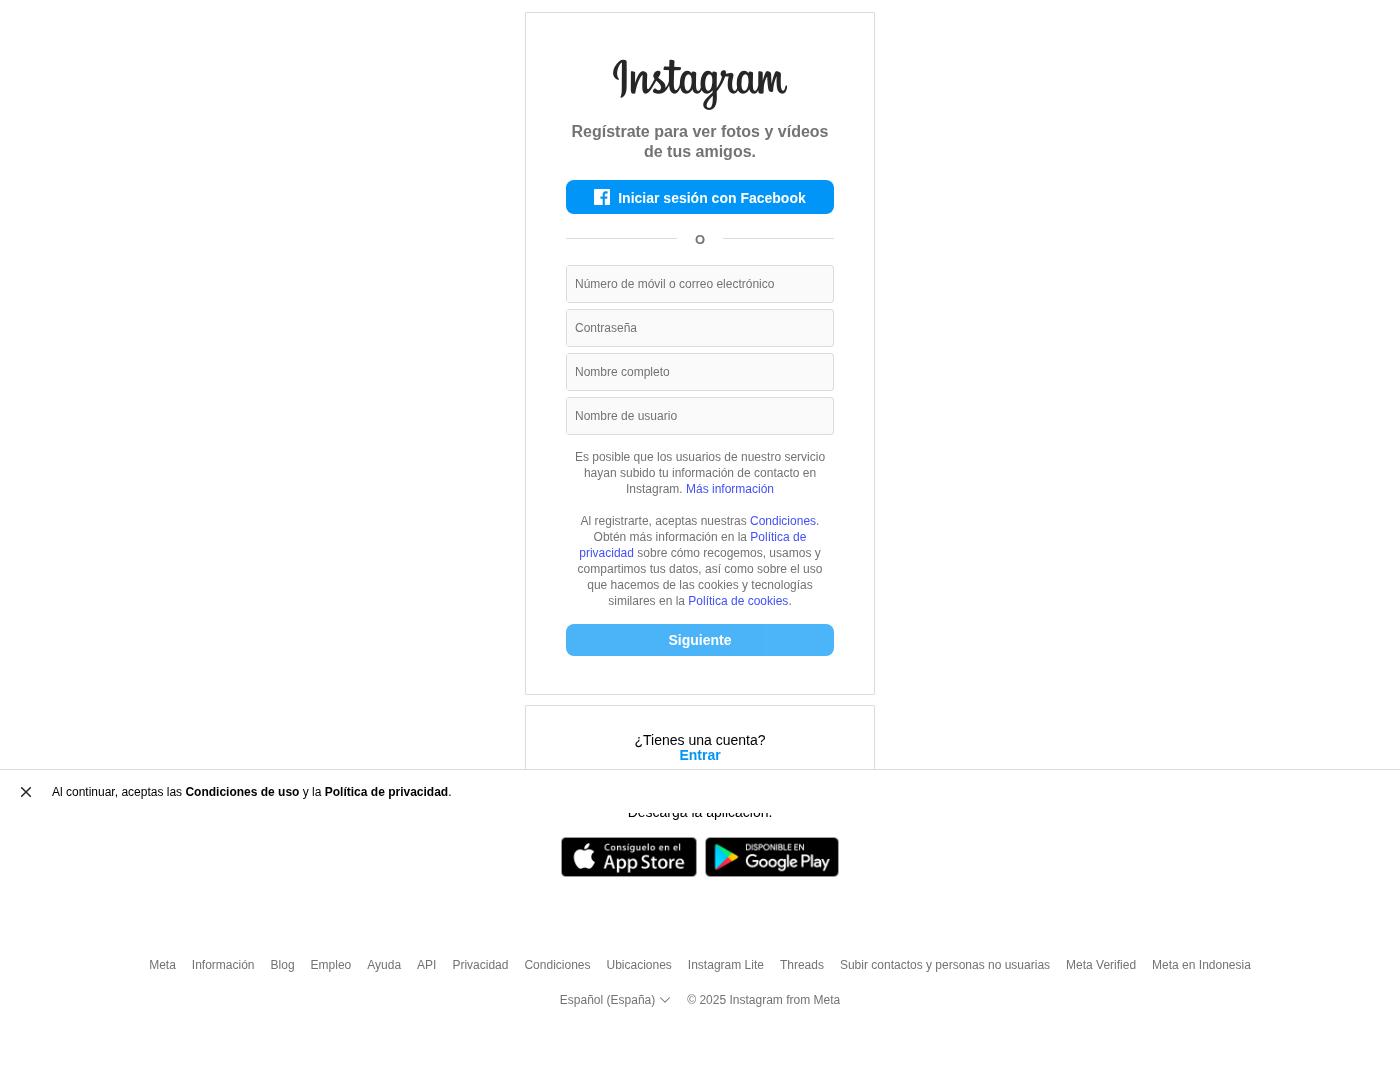 Instagram
Regístrate para ver fotos y vídeos
de tus amigos.
Iniciar sesión con Facebook
O
Número de móvil o correo electrónico
Contraseña
Nombre completo
Nombre de usuario
Es posible que los usuarios de nuestro servicio
hayan subido tu información de contacto en
Instagram. Más información
Al registrarte, aceptas nuestras Condiciones.
Obtén más información en la Política de
privacidad sobre cómo recogemos, usamos y
compartimos tus datos, así como sobre el uso
que hacemos de las cookies y tecnologías
similares en la Política de cookies.
Siguiente
¿Tienes una cuenta?
Entrar
Al continuar, aceptas las Condiciones de uso y la Política de privacidad.
Descarga la aplicación.
Consíguelo en el
App Store
DISPONIBLE EN
Google Play
Meta Información Blog Empleo Ayuda API Privacidad Condiciones Ubicaciones Instagram Lite Threads Subir contactos y personas no usuarias Meta Verified Meta en Indonesia
Español (España) © 2025 Instagram from Meta